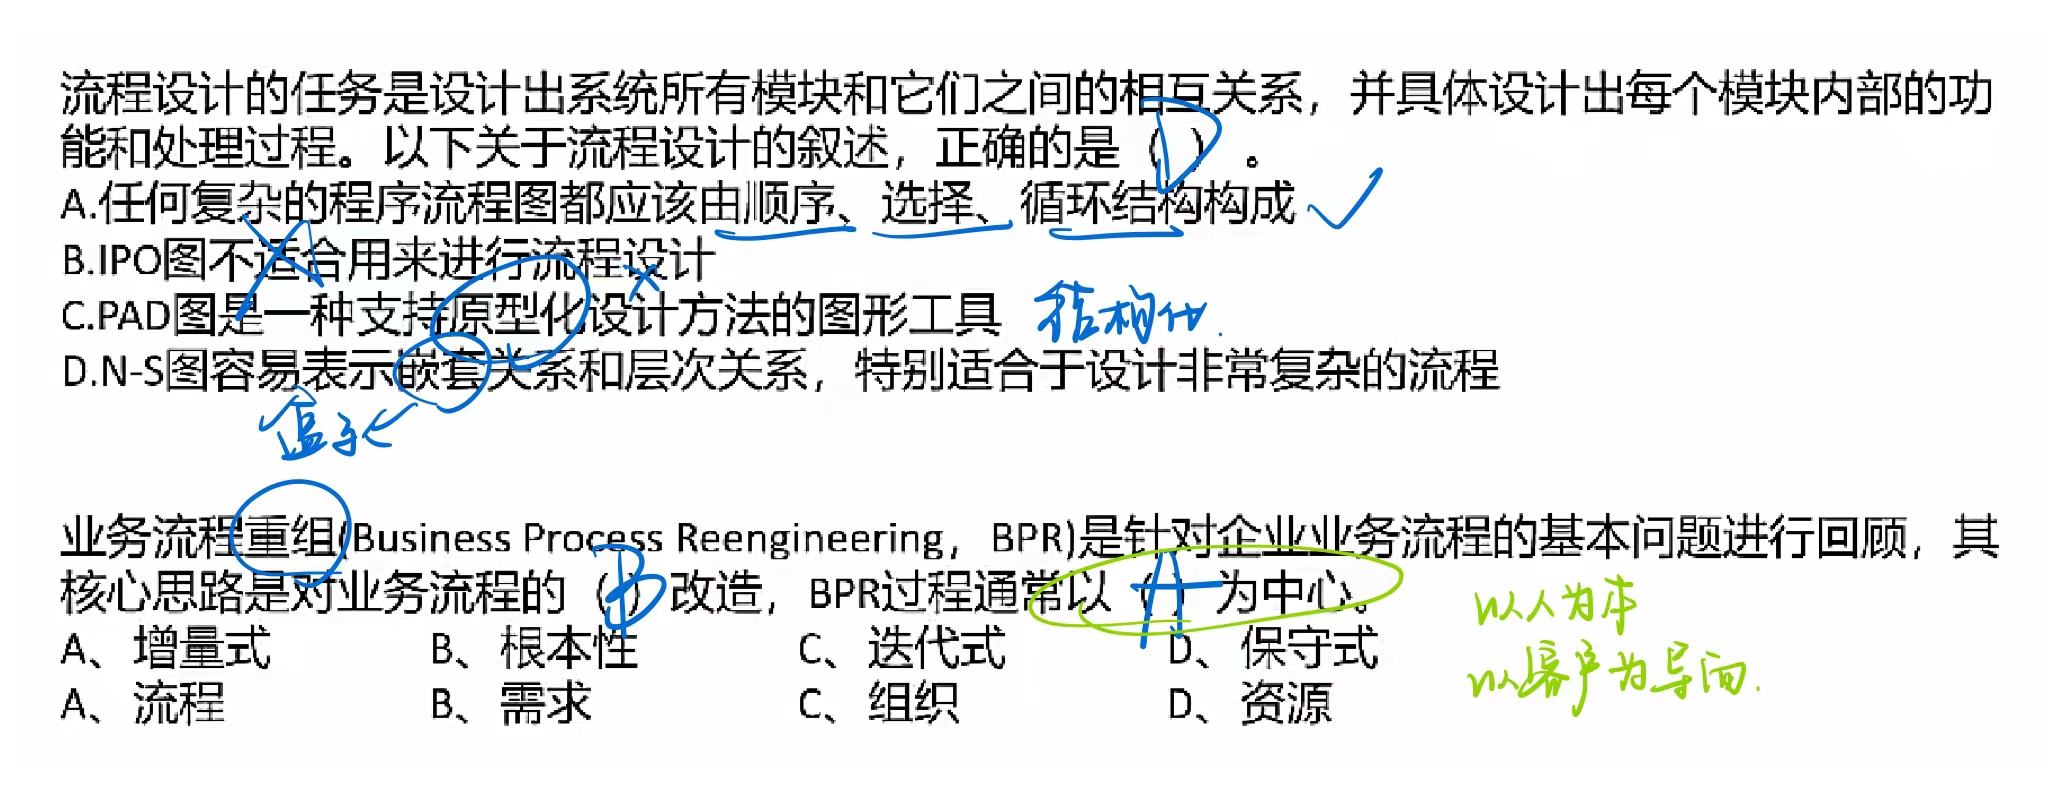 流程设计的任务是设计出系统所有模块和它们之间的相互关系，并具体设计出每个模块内部的功
能和处理过程。以下关于流程设计的叙述，正确的是（D）。
A.任何复杂的程序流程图都应该由顺序、选择、循环结构构成
B.IPO图不适合用来进行流程设计
C.PAD图是一种支持原型化设计方法的图形工具 结构化.
D.N-S图容易表示嵌套关系和层次关系，特别适合于设计非常复杂的流程
盒子
业务流程重组(Business Process Reengineering，BPR)是针对企业业务流程的基本问题进行回顾，其
核心思路是对业务流程的（B）改造，BPR过程通常以（A）为中心。
以人为本
A、增量式 B、根本性 C、迭代式 D、保守式
以客户为导向.
A、流程 B、需求 C、组织 D、资源